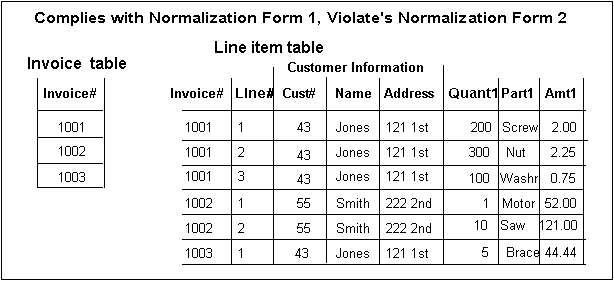 Complies with Normalization Form 1, Violate's Normalization Form 2
Invoice table
Line item table
Customer Information
Invoice#
Invoice# Line# Cust# Name Address Quant1 Part1 Amt1
1001
1001 1 43 Jones 121 1st 200 Screw 2.00
1002
1001 2 43 Jones 121 1st 300 Nut 2.25
1003
1001 3 43 Jones 121 1st 100 Washr 0.75
1002 1 55 Smith 222 2nd 1 Motor 52.00
1002 2 55 Smith 222 2nd 10 Saw 121.00
1003 1 43 Jones 121 1st 5 Brace 44.44